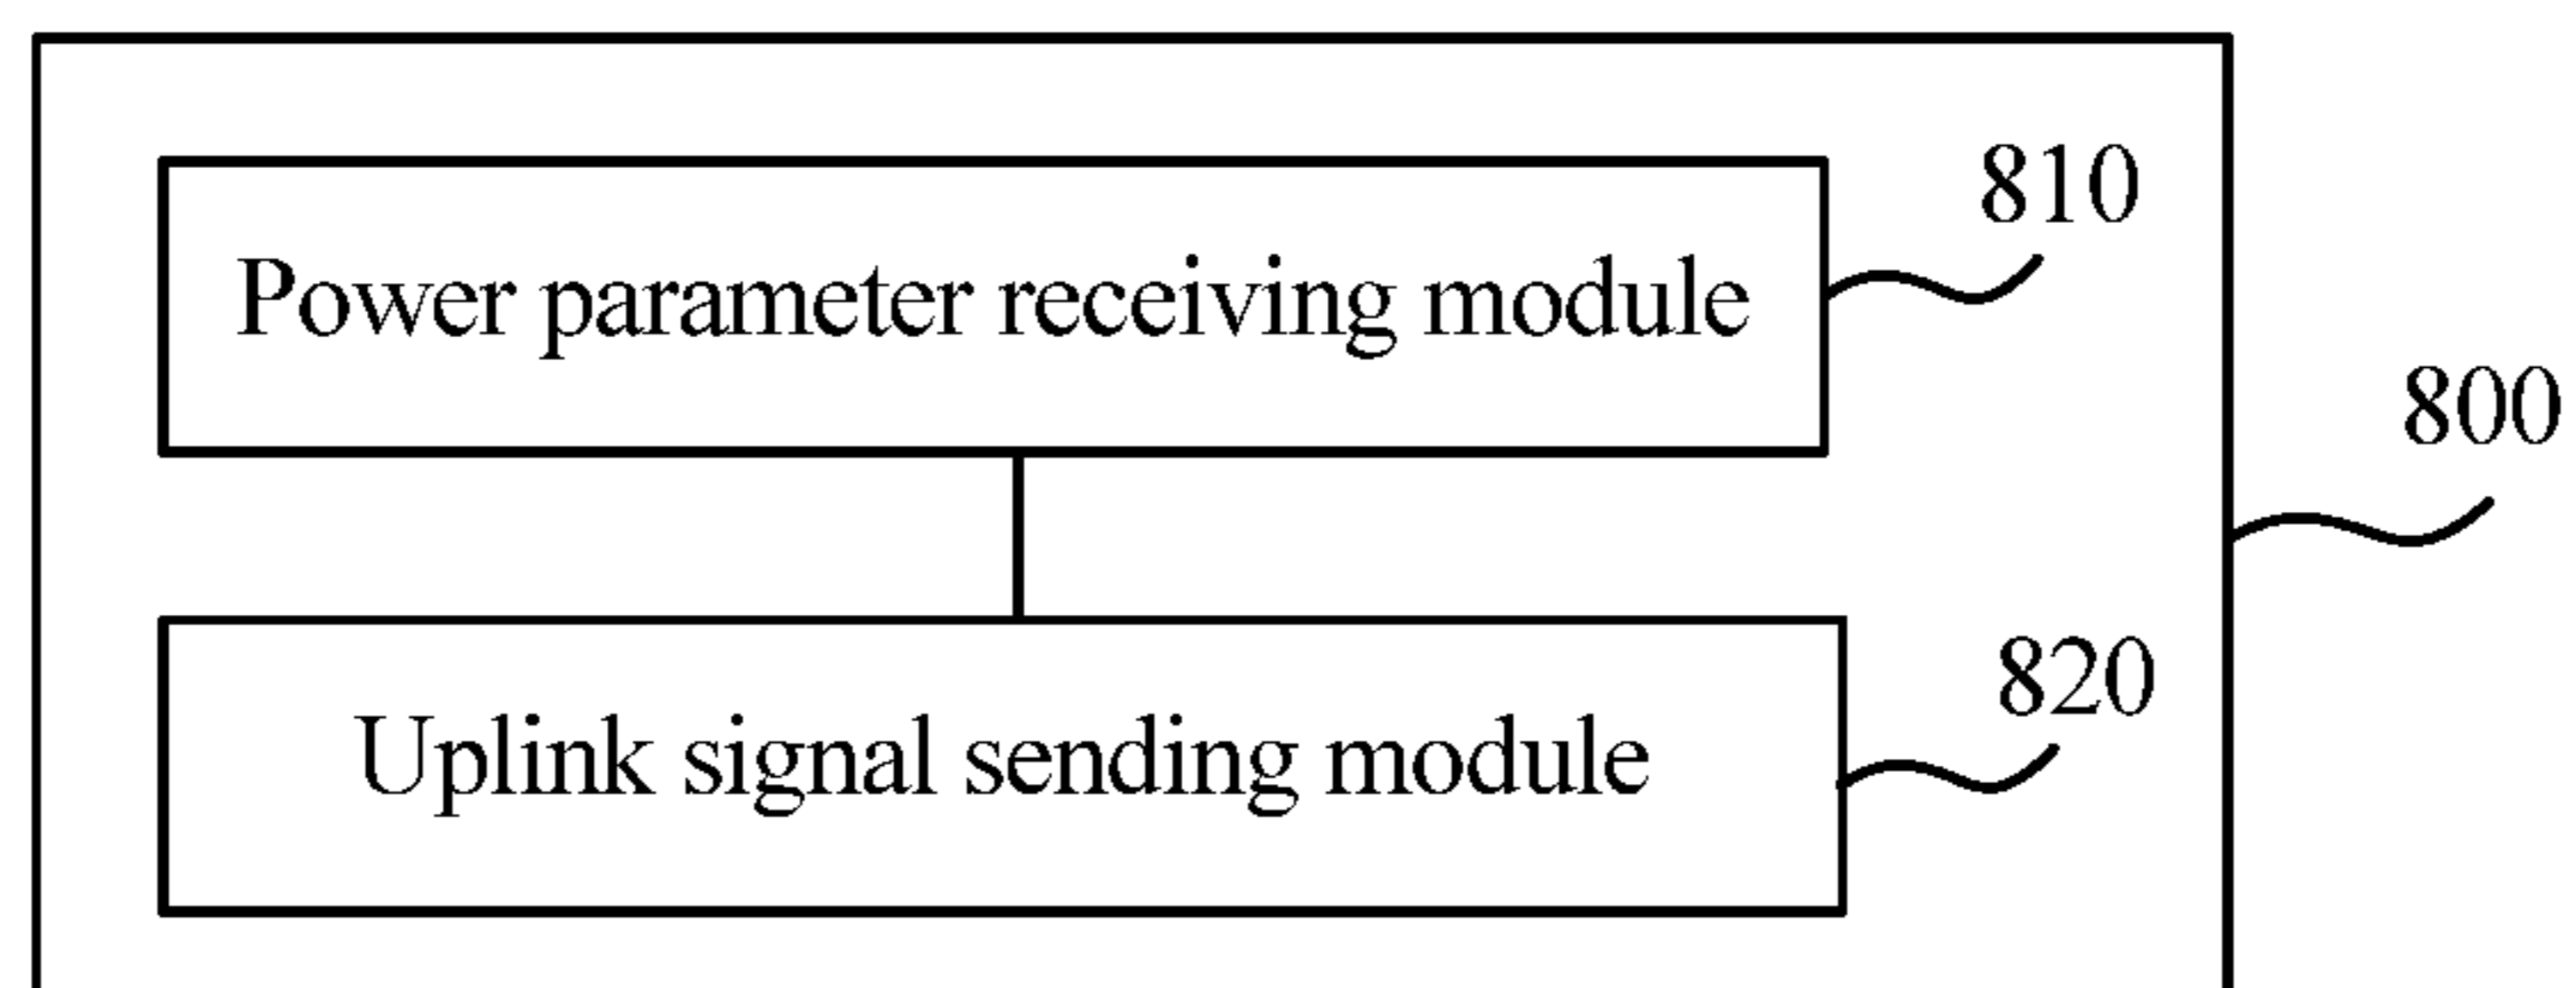 810
Power parameter receiving module
800
820
Uplink signal sending module